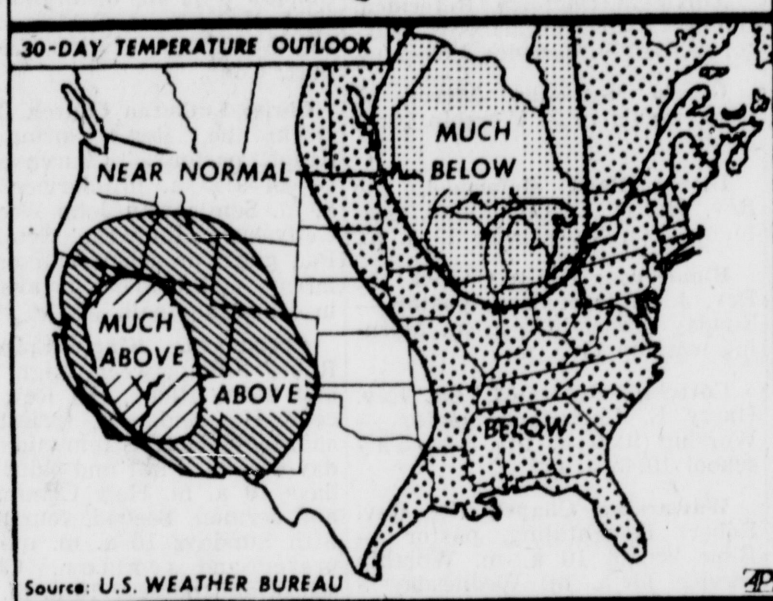 30-DAY TEMPERATURE OUTLOOK
MUCH
BELOW
NEAR NORMAL
MUCH
ABOVE
ABOVE
BELOW
Source: U.S. WEATHER BUREAU
AP